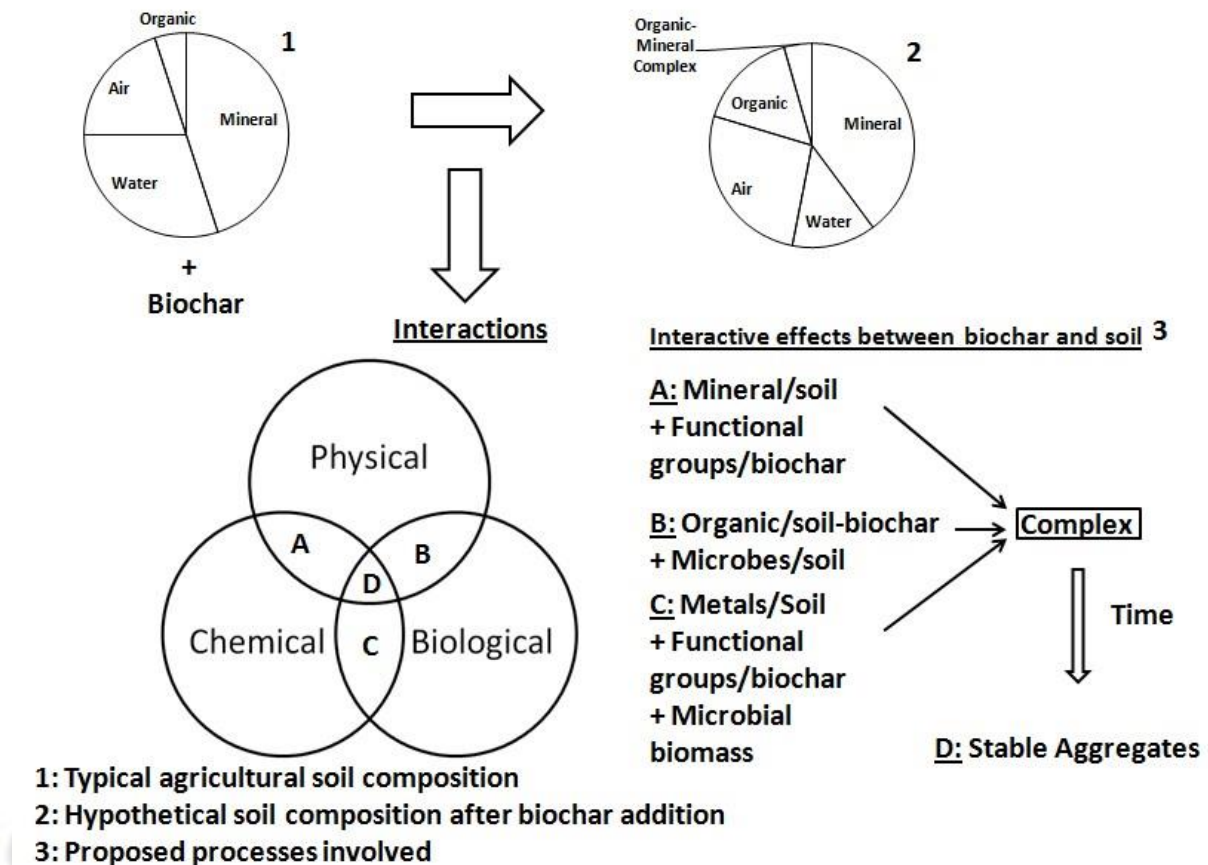 Organic
1
Air
Mineral
Water
+
Biochar
Organic-
Mineral
Complex
2
Organic
Mineral
Air
Water
Interactions
Physical
A
B
D
Chemical
C
Biological
Interactive effects between biochar and soil 3
A: Mineral/soil
+ Functional
groups/biochar
B: Organic/soil-biochar
+ Microbes/soil
C: Metals/Soil
+ Functional
groups/biochar
+ Microbial
biomass
Complex
Time
D: Stable Aggregates
1: Typical agricultural soil composition
2: Hypothetical soil composition after biochar addition
3: Proposed processes involved